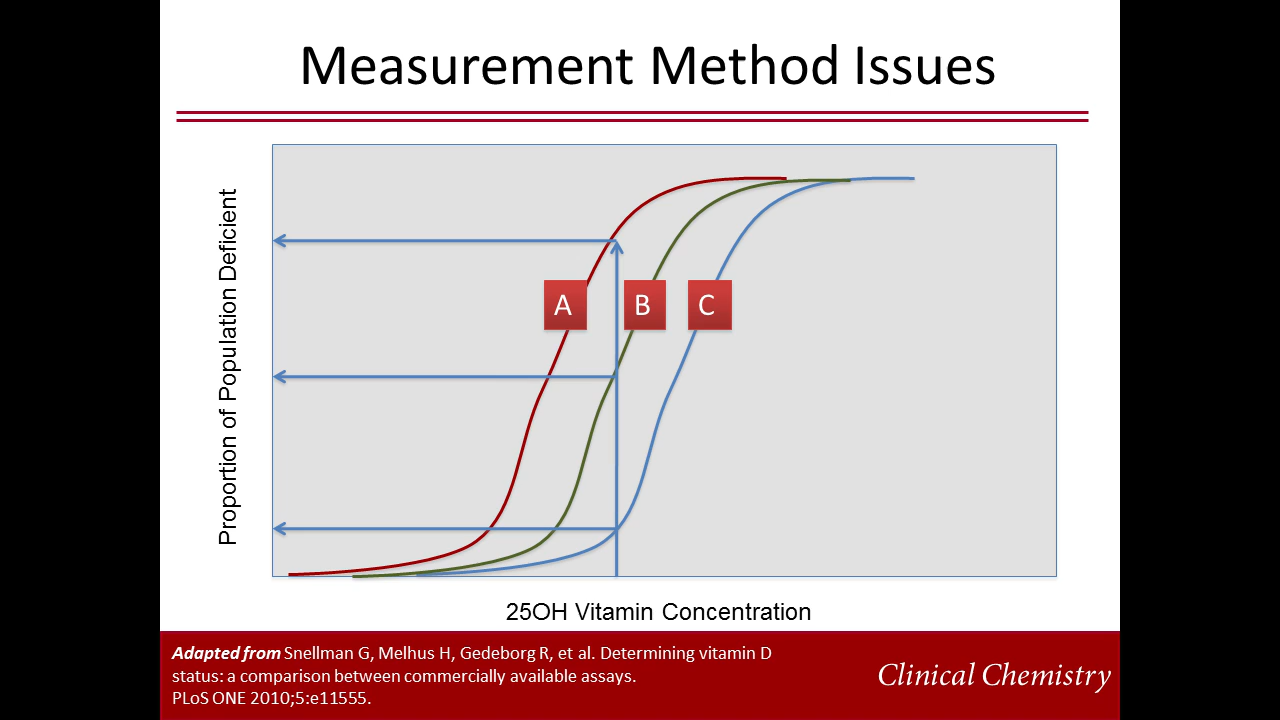 Measurement Method Issues
Proportion of Population Deficient
A
B
C
25OH Vitamin Concentration
Adapted from Snellman G, Melhus H, Gedeborg R, et al. Determining vitamin D
status: a comparison between commercially available assays.
PLoS ONE 2010;5:e11555.
Clinical Chemistry